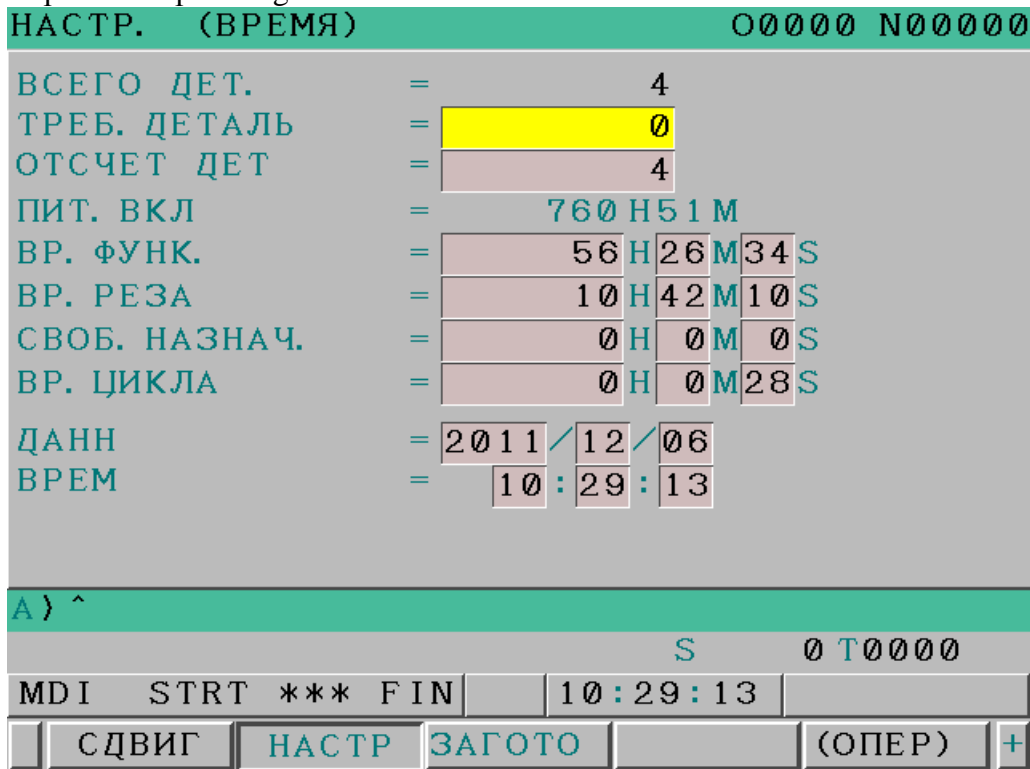 НАСТР. (ВРЕМЯ) O0000 N00000
ВСЕГО ДЕТ. = 4
ТРЕБ. ДЕТАЛЬ = 0
ОТСЧЕТ ДЕТ = 4
ПИТ. ВКЛ = 760H51M
ВР. ФУНК. = 56H26M34S
ВР. РЕЗА = 10H42M10S
СВОБ. НАЗНАЧ. = 0H 0M 0S
ВР. ЦИКЛА = 0H 0M28S
ДАНН = 2011/12/06
ВРЕМ = 10:29:13
A) ^
S 0 T0000
MDI STRT *** FIN 10:29:13
СДВИГ НАСТР ЗАГОТО (ОПЕР) +